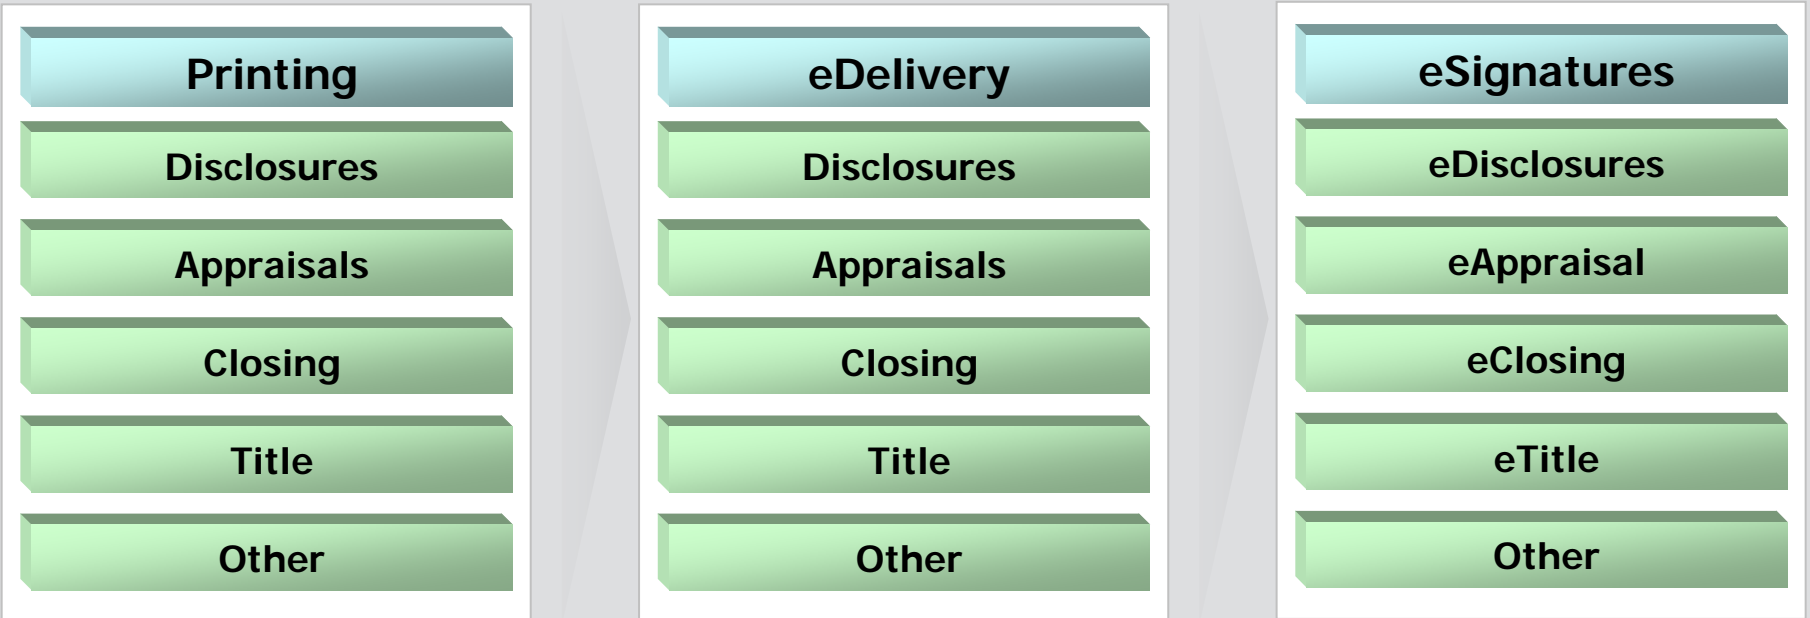 Printing
Disclosures
Appraisals
Closing
Title
Other
eDelivery
Disclosures
Appraisals
Closing
Title
Other
eSignatures
eDisclosures
eAppraisal
eClosing
eTitle
Other